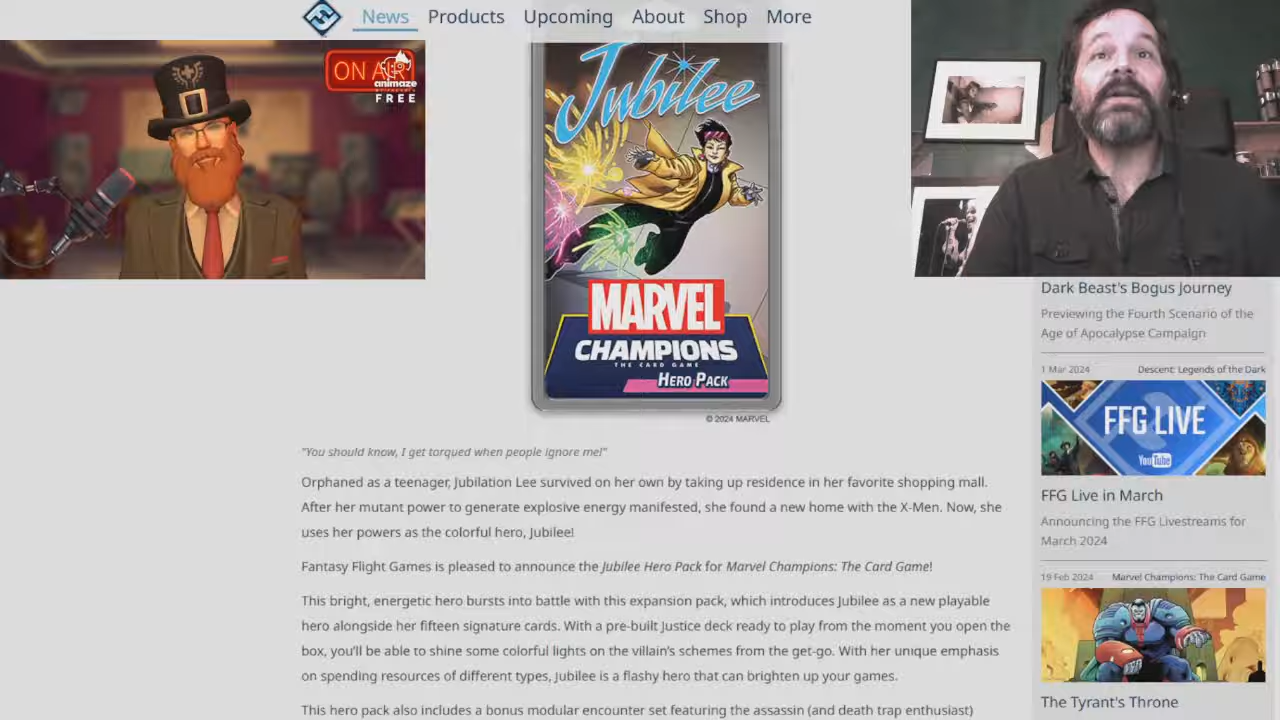 News Products Upcoming About Shop More
ON AIR
animaze
FREE
Jubilee
MARVEL
CHAMPIONS
THE CARD GAME
HERO PACK
© 2024 MARVEL
"You should know, I get torqued when people ignore me!"
Orphaned as a teenager, Jubilation Lee survived on her own by taking up residence in her favorite shopping mall.
After her mutant power to generate explosive energy manifested, she found a new home with the X-Men. Now, she
uses her powers as the colorful hero, Jubilee!
Fantasy Flight Games is pleased to announce the Jubilee Hero Pack for Marvel Champions: The Card Game!
This bright, energetic hero bursts into battle with this expansion pack, which introduces Jubilee as a new playable
hero alongside her fifteen signature cards. With a pre-built Justice deck ready to play from the moment you open the
box, you'll be able to shine some colorful lights on the villain's schemes from the get-go. With her unique emphasis
on spending resources of different types, Jubilee is a flashy hero that can brighten up your games.
This hero pack also includes a bonus modular encounter set featuring the assassin (and death trap enthusiast)
Dark Beast's Bogus Journey
Previewing the Fourth Scenario of the
Age of Apocalypse Campaign
1 Mar 2024 Descent: Legends of the Dark
FFG LIVE
YouTube
FFG Live in March
Announcing the FFG Livestreams for
March 2024
19 Feb 2024 Marvel Champions: The Card Game
The Tyrant's Throne